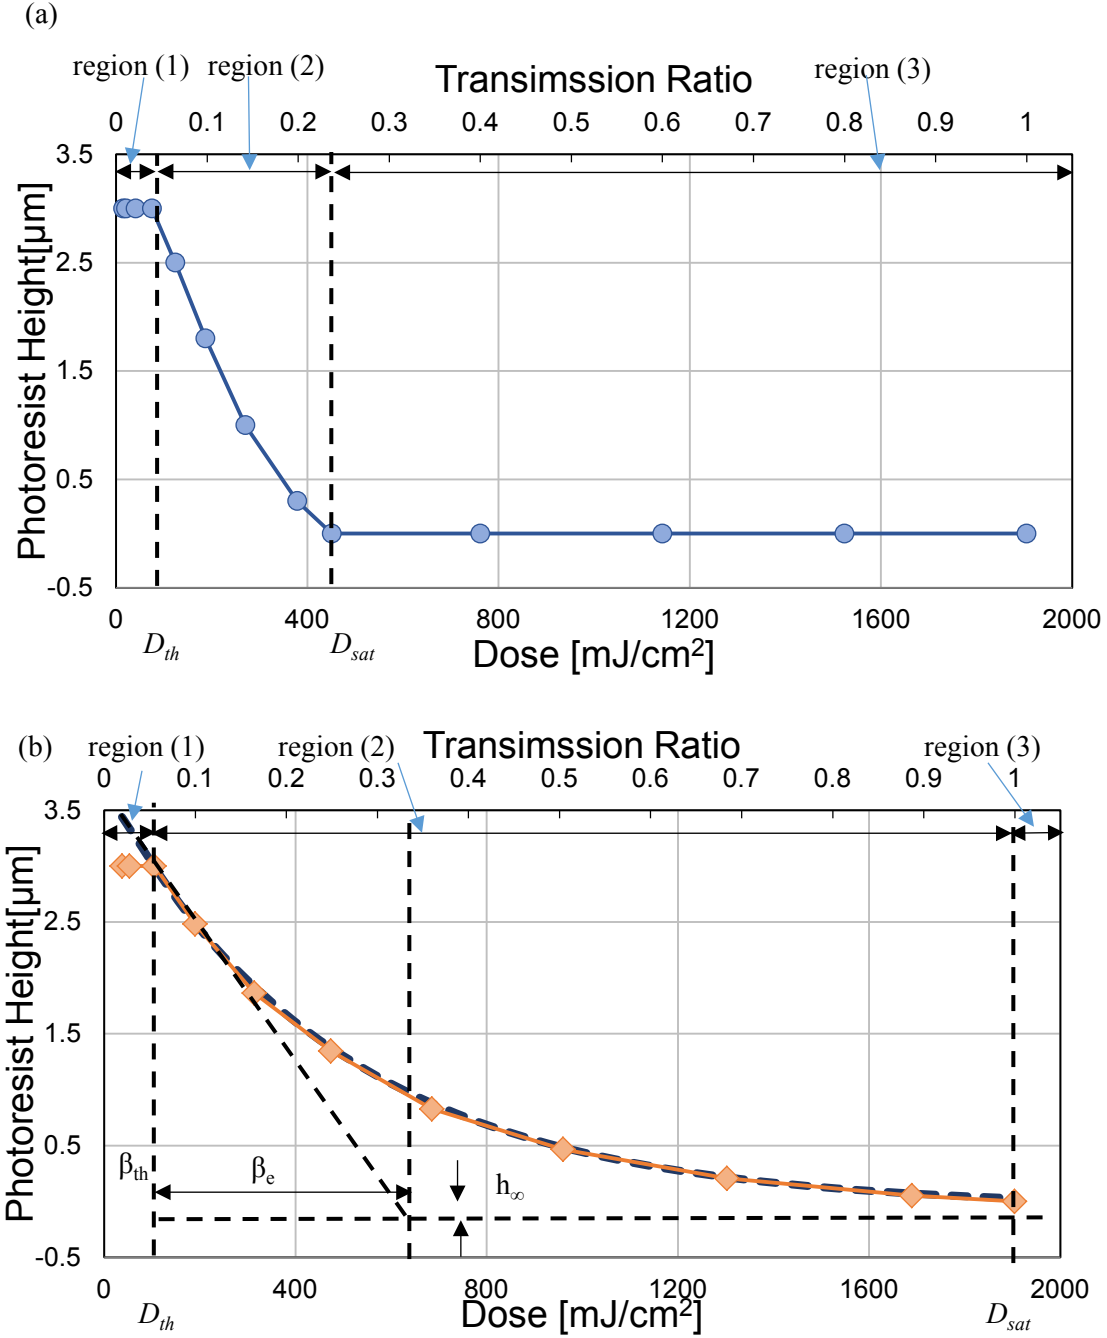 (a)
region (1) region (2) Transimssion Ratio region (3)
0 0.1 0.2 0.3 0.4 0.5 0.6 0.7 0.8 0.9 1
3.5
2.5
1.5
0.5
-0.5
Photoresist Height[μm]
0 400 800 1200 1600 2000
D_th D_sat Dose [mJ/cm²]
(b) region (1) region (2) Transimssion Ratio region (3)
0 0.1 0.2 0.3 0.4 0.5 0.6 0.7 0.8 0.9 1
3.5
2.5
1.5
0.5
-0.5
Photoresist Height[μm]
β_th β_e h_∞
0 400 800 1200 1600 2000
D_th Dose [mJ/cm²] D_sat